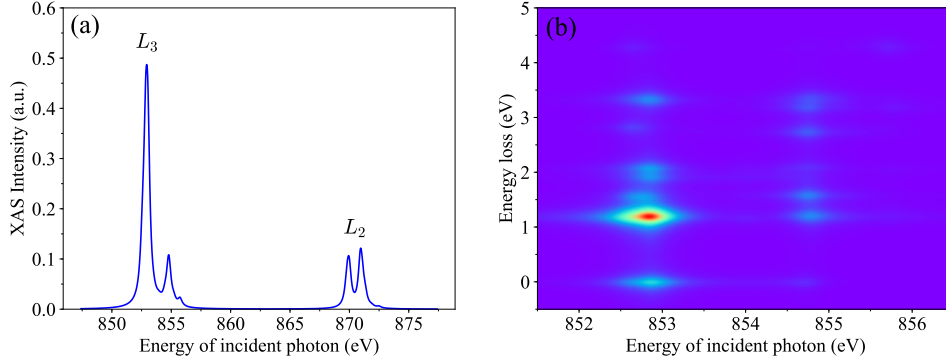 (a)
L3
L2
XAS Intensity (a.u.)
0.6
0.5
0.4
0.3
0.2
0.1
0.0
850 855 860 865 870 875
Energy of incident photon (eV)
(b)
Energy loss (eV)
5
4
3
2
1
0
852 853 854 855 856
Energy of incident photon (eV)